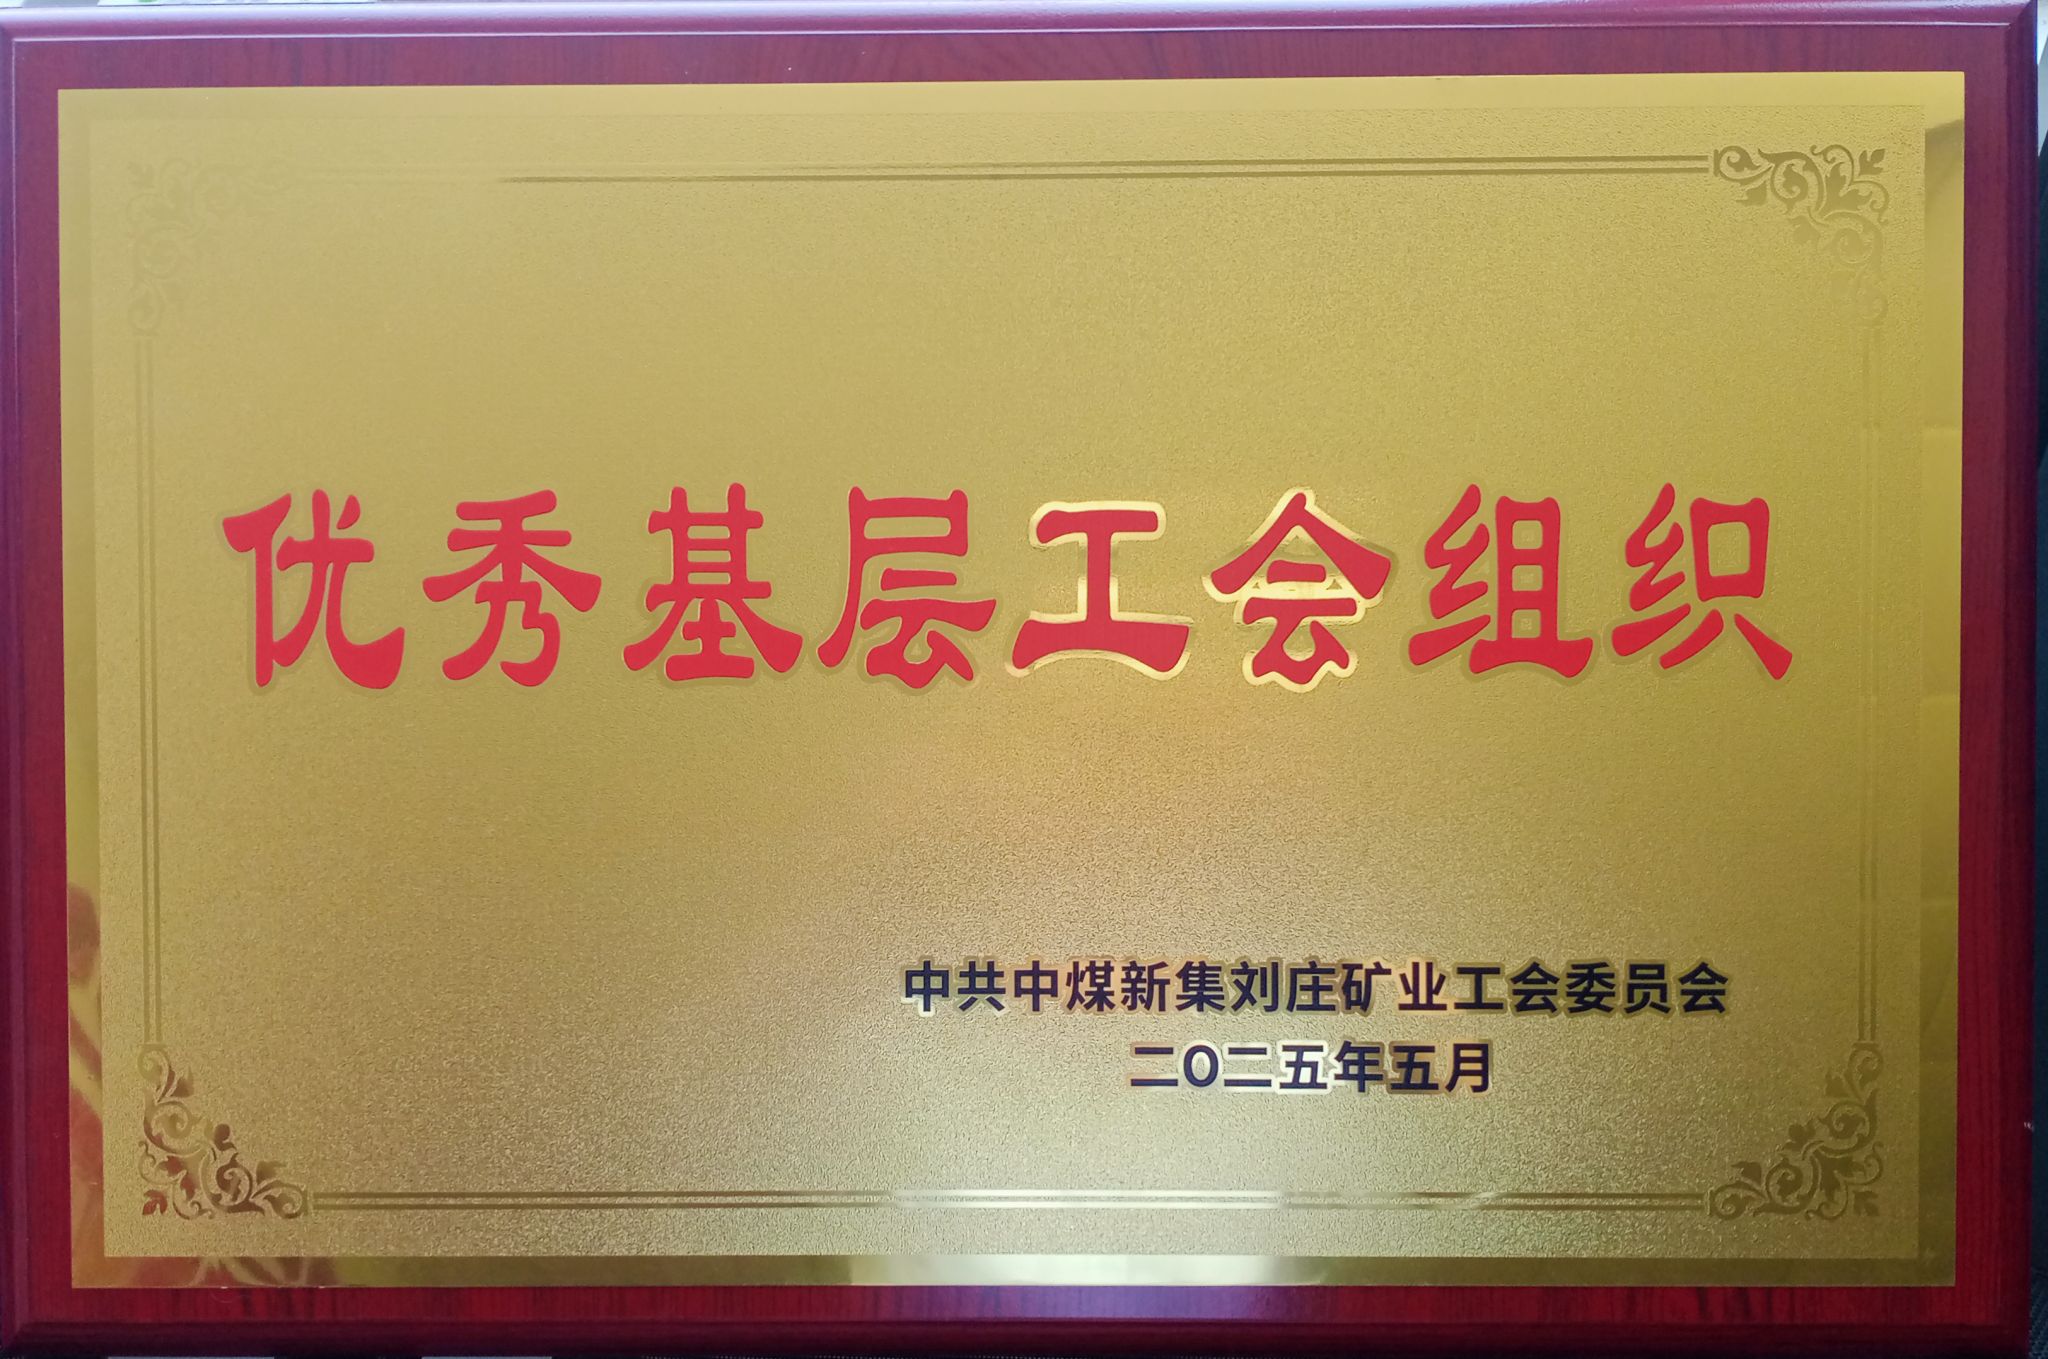 优秀基层工会组织
中共中煤新集刘庄矿业工会委员会
二O二五年五月